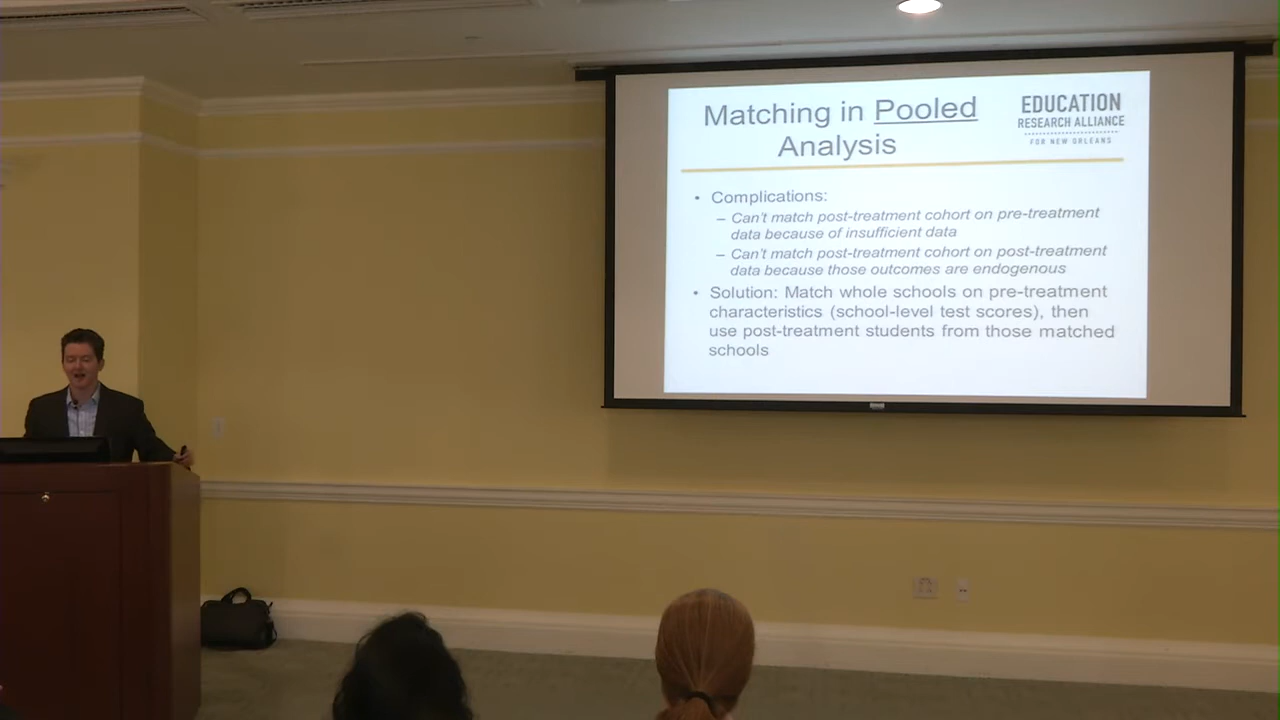 Matching in Pooled
Analysis
EDUCATION
RESEARCH ALLIANCE
FOR NEW ORLEANS
• Complications:
– Can't match post-treatment cohort on pre-treatment
data because of insufficient data
– Can't match post-treatment cohort on post-treatment
data because those outcomes are endogenous
• Solution: Match whole schools on pre-treatment
characteristics (school-level test scores), then
use post-treatment students from those matched
schools